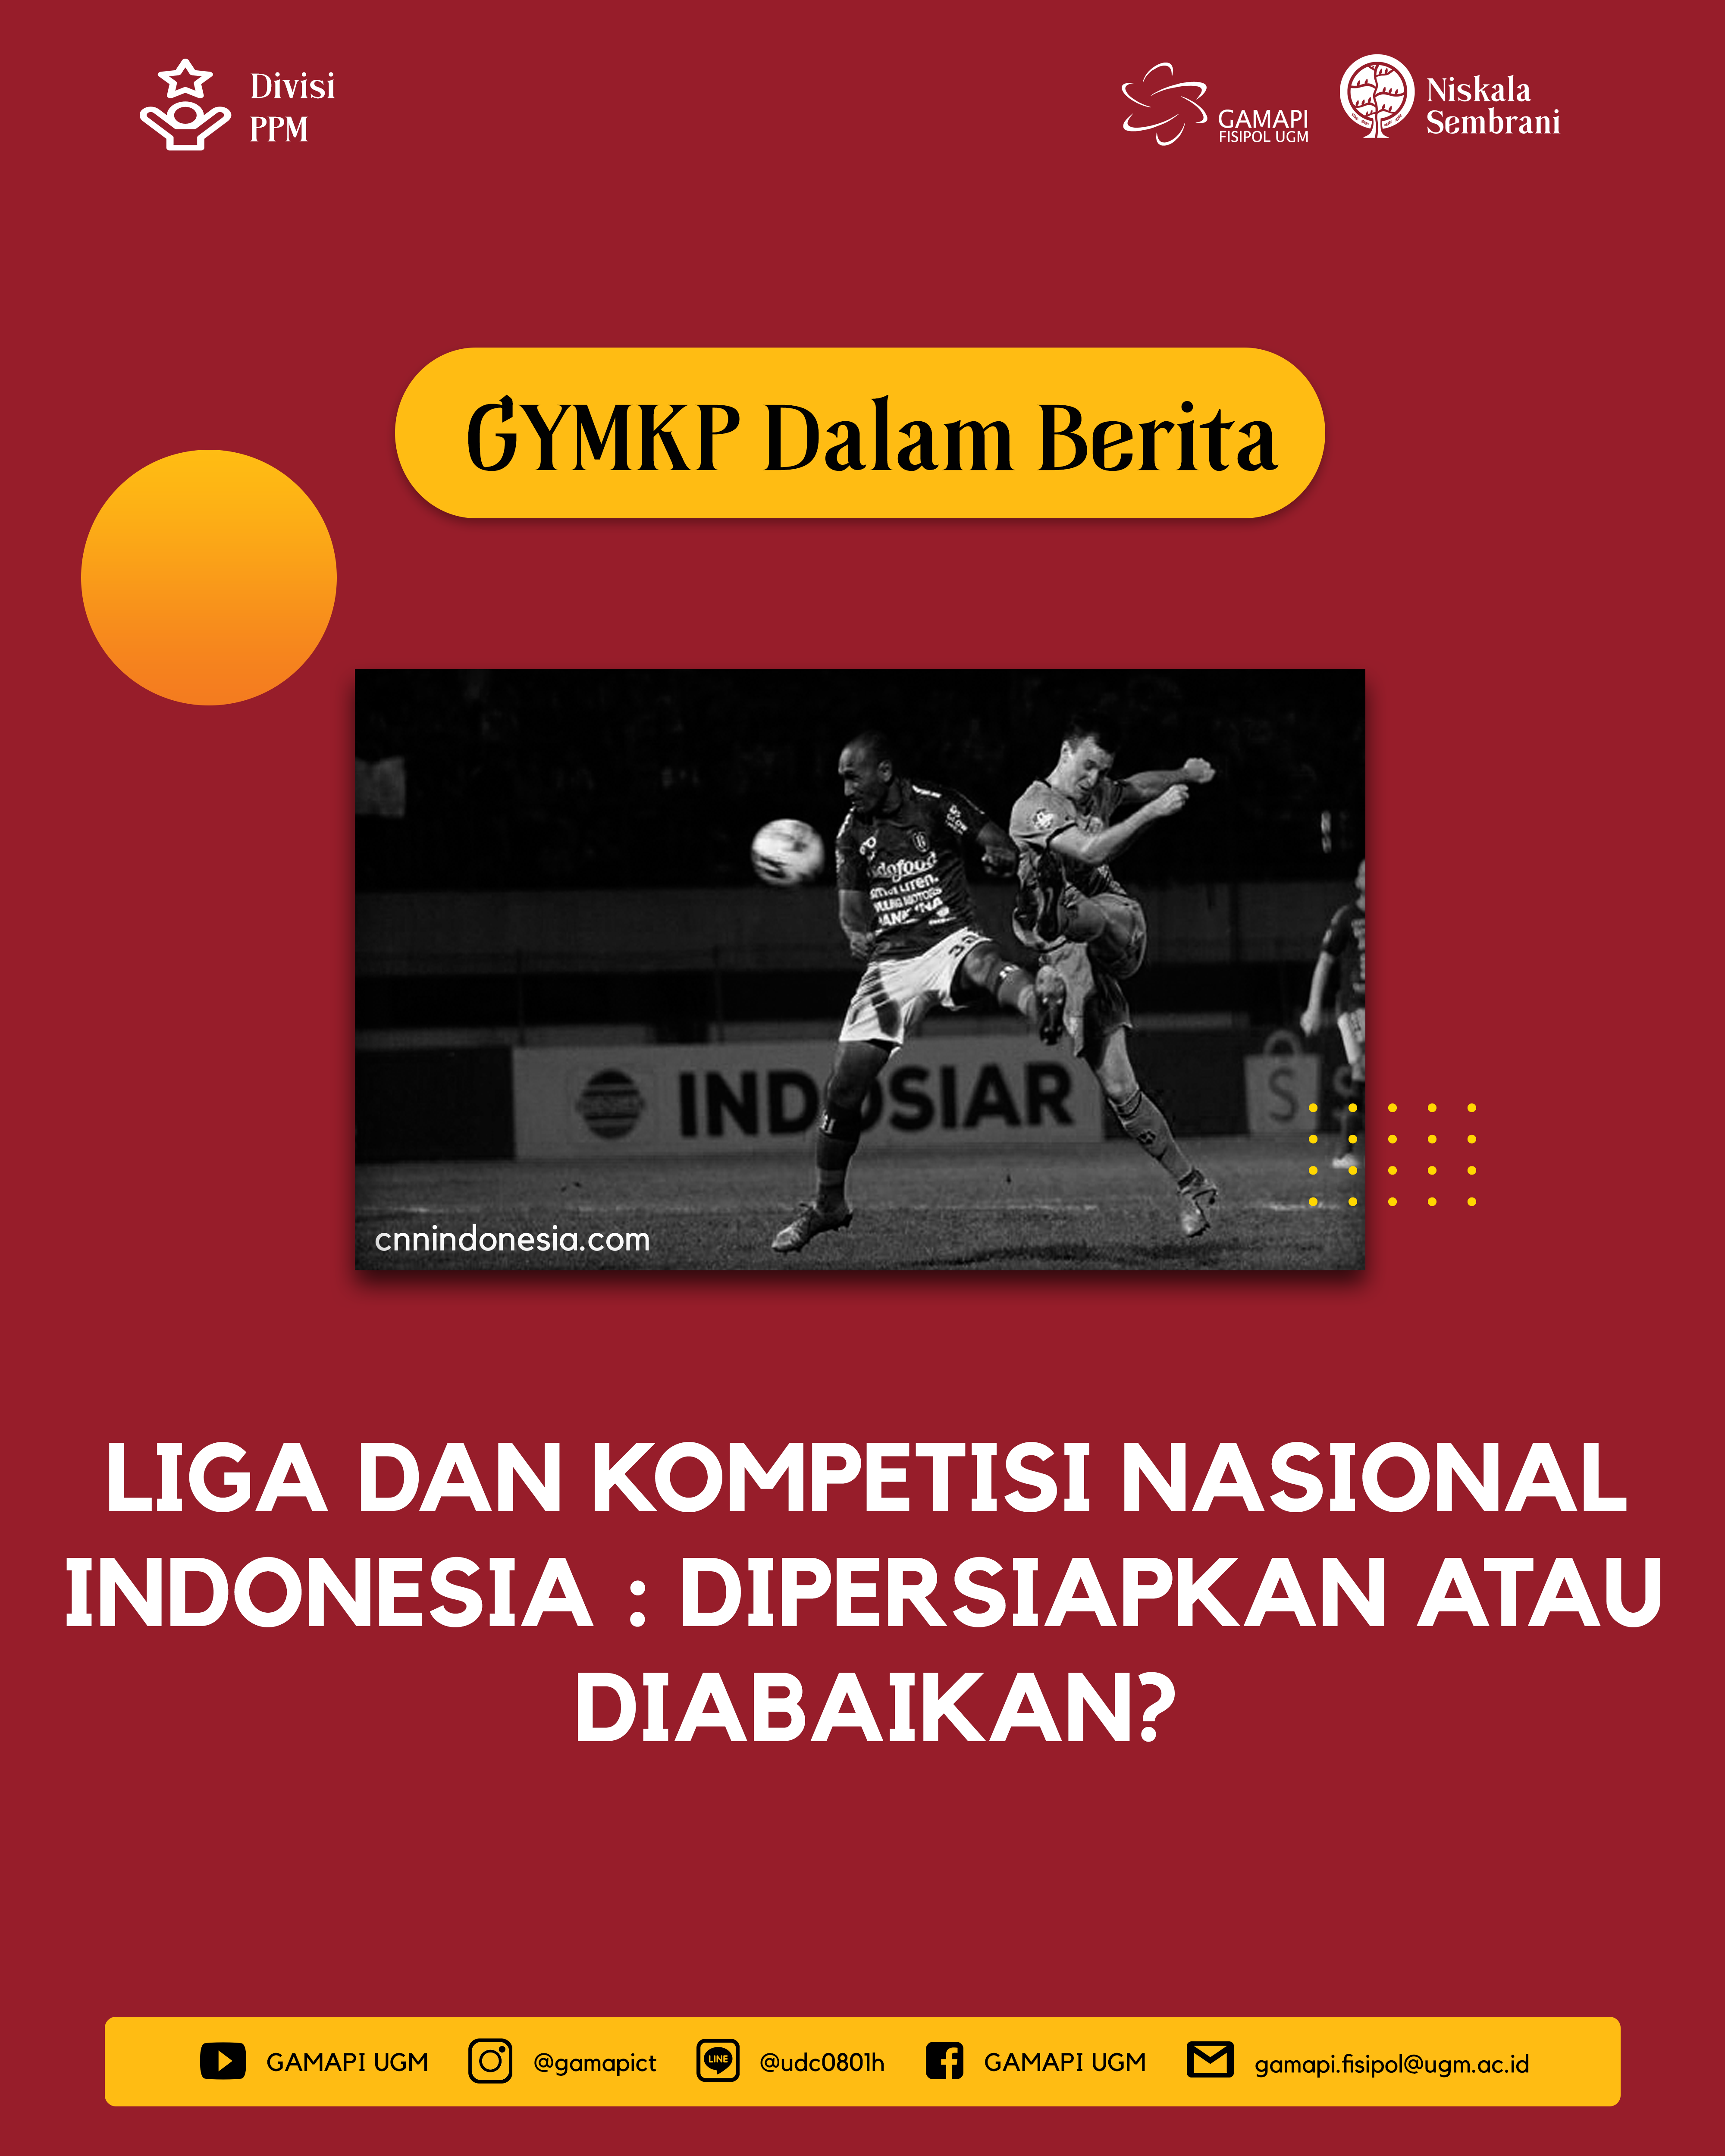 Divisi
PPM
GAMAPI
FISIPOL UGM
Niskala
Sembrani
GYMKP Dalam Berita
INDOSIAR
cnnindonesia.com
LIGA DAN KOMPETISI NASIONAL
INDONESIA : DIPERSIAPKAN ATAU
DIABAIKAN?
GAMAPI UGM
@gamapict
LINE
@udc0801h
GAMAPI UGM
gamapi.fisipol@ugm.ac.id